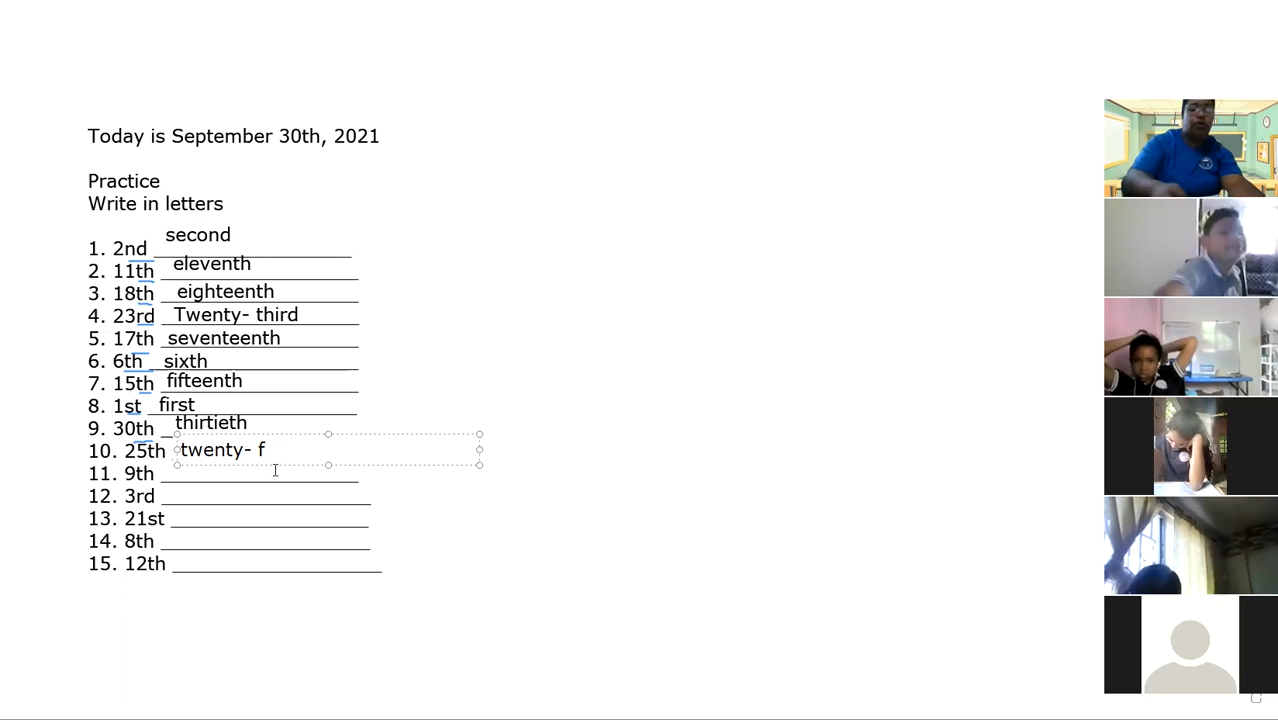 Today is September 30th, 2021
Practice
Write in letters
1. 2nd second
2. 11th eleventh
3. 18th eighteenth
4. 23rd Twenty- third
5. 17th seventeenth
6. 6th sixth
7. 15th fifteenth
8. 1st first
9. 30th thirtieth
10. 25th twenty- f
11. 9th
12. 3rd
13. 21st
14. 8th
15. 12th